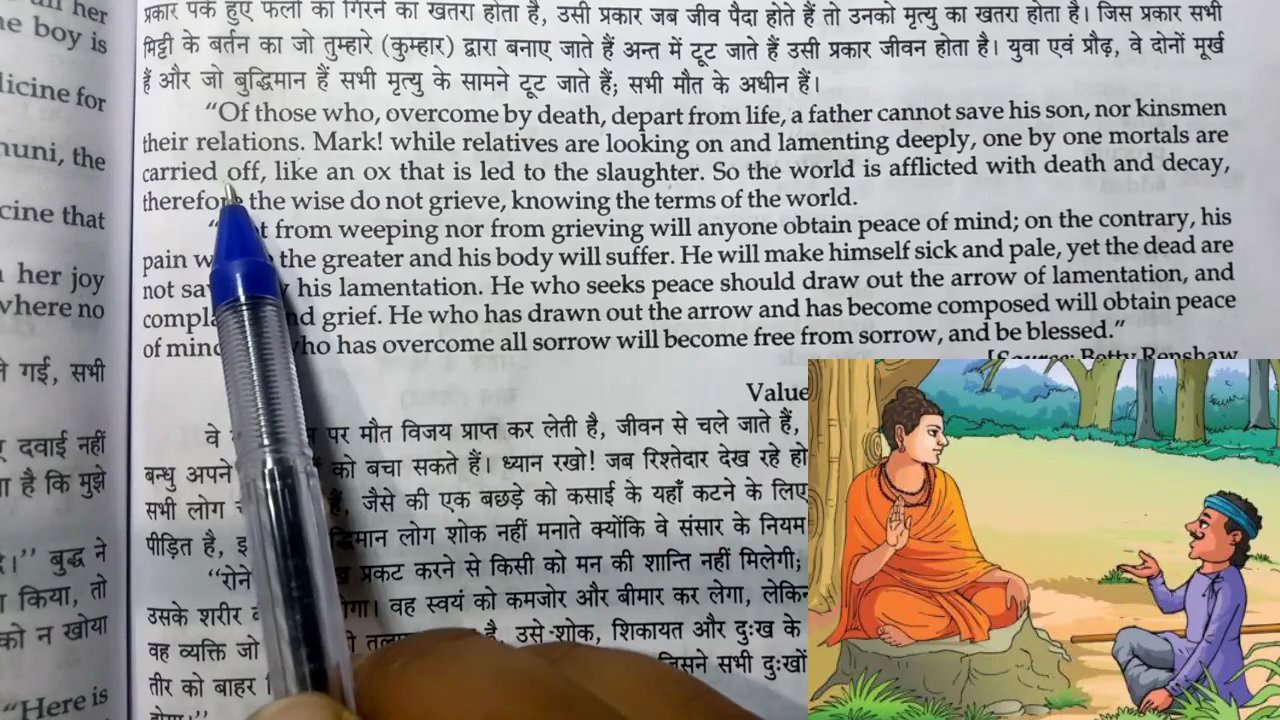 her
boy is
licine for
the
cine that
her joy
where no
गई, सभी
दवाई नहीं
है कि मुझे
" बुद्ध ने
किया, तो
को न खोया
"Here is
प्रकार पके हुए फलों का गिरने का खतरा होता है, उसी प्रकार जब जीव पैदा होते हैं तो उनको मृत्यु का खतरा होता है। जिस प्रकार सभी
मिट्टी के बर्तन का जो तुम्हारे (कुम्हार) द्वारा बनाए जाते हैं अन्त में टूट जाते हैं उसी प्रकार जीवन होता है। युवा एवं प्रौढ़, वे दोनों मूर्ख
हैं और जो बुद्धिमान हैं सभी मृत्यु के सामने टूट जाते हैं; सभी मौत के अधीन हैं।
"Of those who, overcome by death, depart from life, a father cannot save his son, nor kinsmen
their relations. Mark! while relatives are looking on and lamenting deeply, one by one mortals are
carried off, like an ox that is led to the slaughter. So the world is afflicted with death and decay,
therefore the wise do not grieve, knowing the terms of the world.
from weeping nor from grieving will anyone obtain peace of mind; on the contrary, his
pain the greater and his body will suffer. He will make himself sick and pale, yet the dead are
not his lamentation. He who seeks peace should draw out the arrow of lamentation, and
grief. He who has drawn out the arrow and has become composed will obtain peace
of mind who has overcome all sorrow will become free from sorrow, and be blessed."
[Source: Betty Renshaw
Value
वे पर मौत विजय प्राप्त कर लेती है, जीवन से चले जाते हैं,
बन्धु अपने को बचा सकते हैं। ध्यान रखो! जब रिश्तेदार देख रहे हो
सभी लोग जैसे की एक बछड़े को कसाई के यहाँ कटने के लिए
पीड़ित है, लोग शोक नहीं मनाते क्योंकि वे संसार के नियम
"रोने प्रकट करने से किसी को मन की शान्ति नहीं मिलेगी;
उसके शरीर वह स्वयं को कमजोर और बीमार कर लेगा,
वह व्यक्ति जो है, उसे शोक, शिकायत और दुःख के
तीर को बाहर जिसने सभी दुःखों